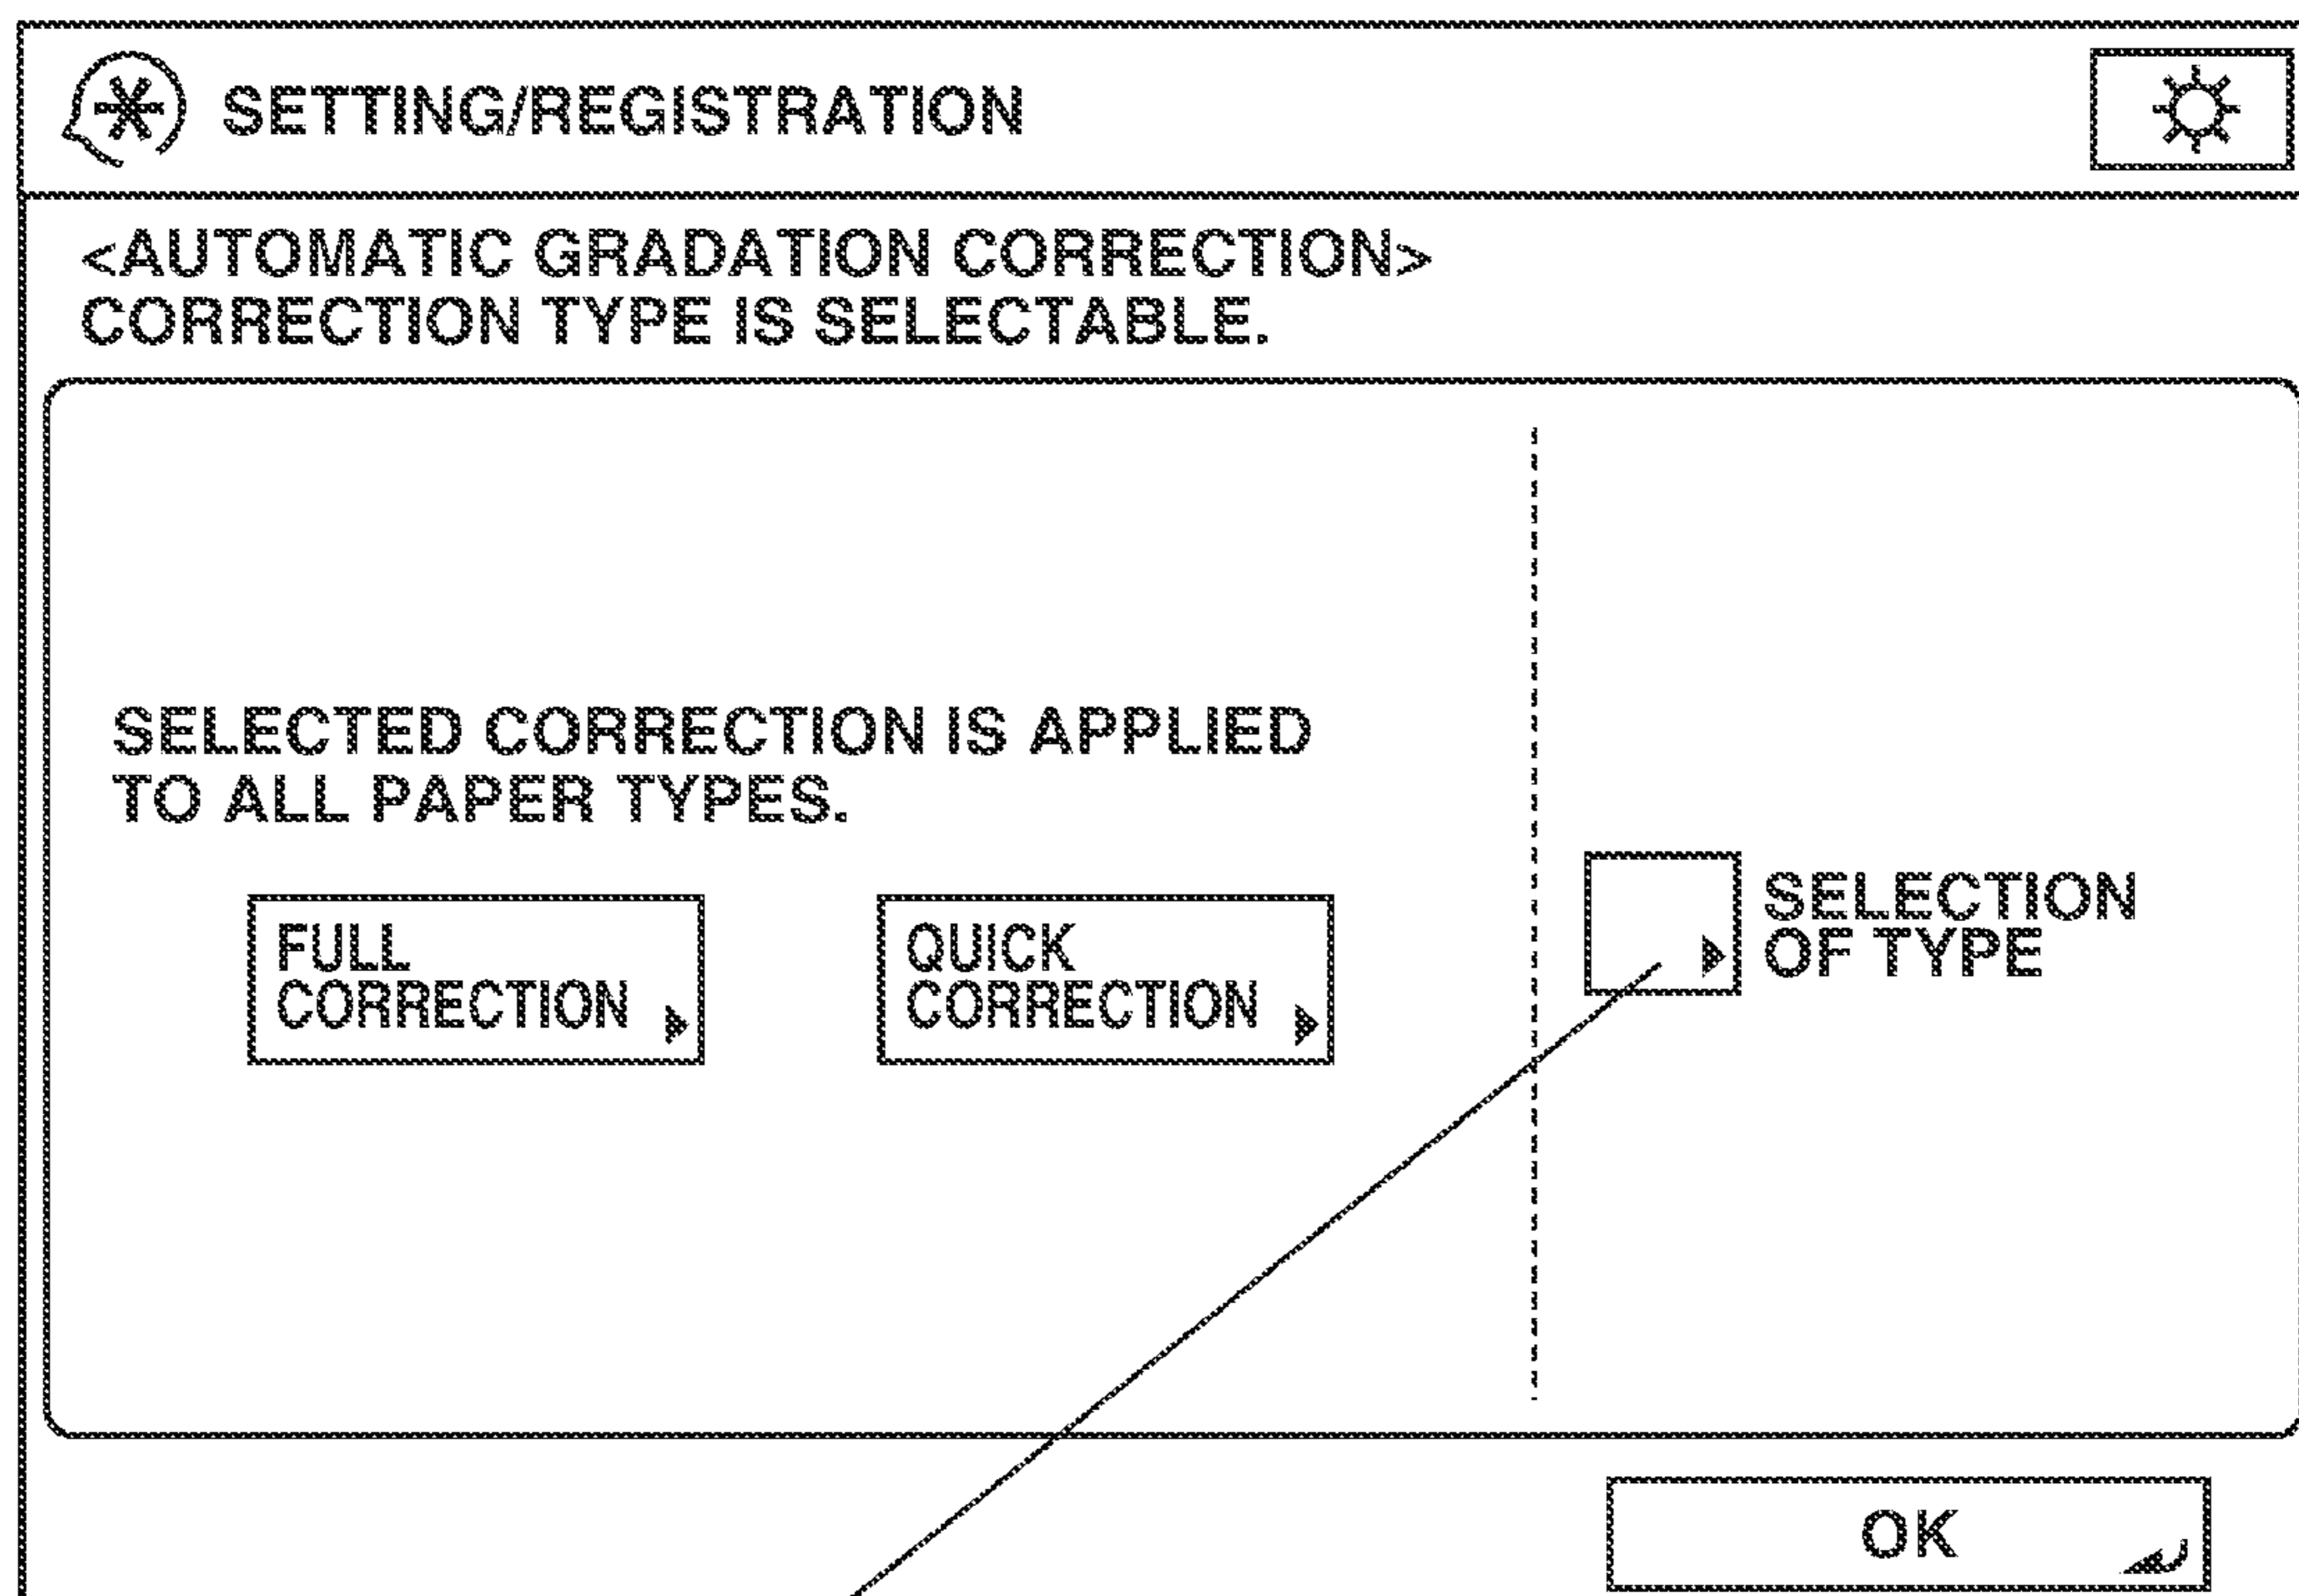 SETTING/REGISTRATION
<AUTOMATIC GRADATION CORRECTION>
CORRECTION TYPE IS SELECTABLE.
SELECTED CORRECTION IS APPLIED
TO ALL PAPER TYPES.
FULL
CORRECTION
QUICK
CORRECTION
SELECTION
OF TYPE
OK